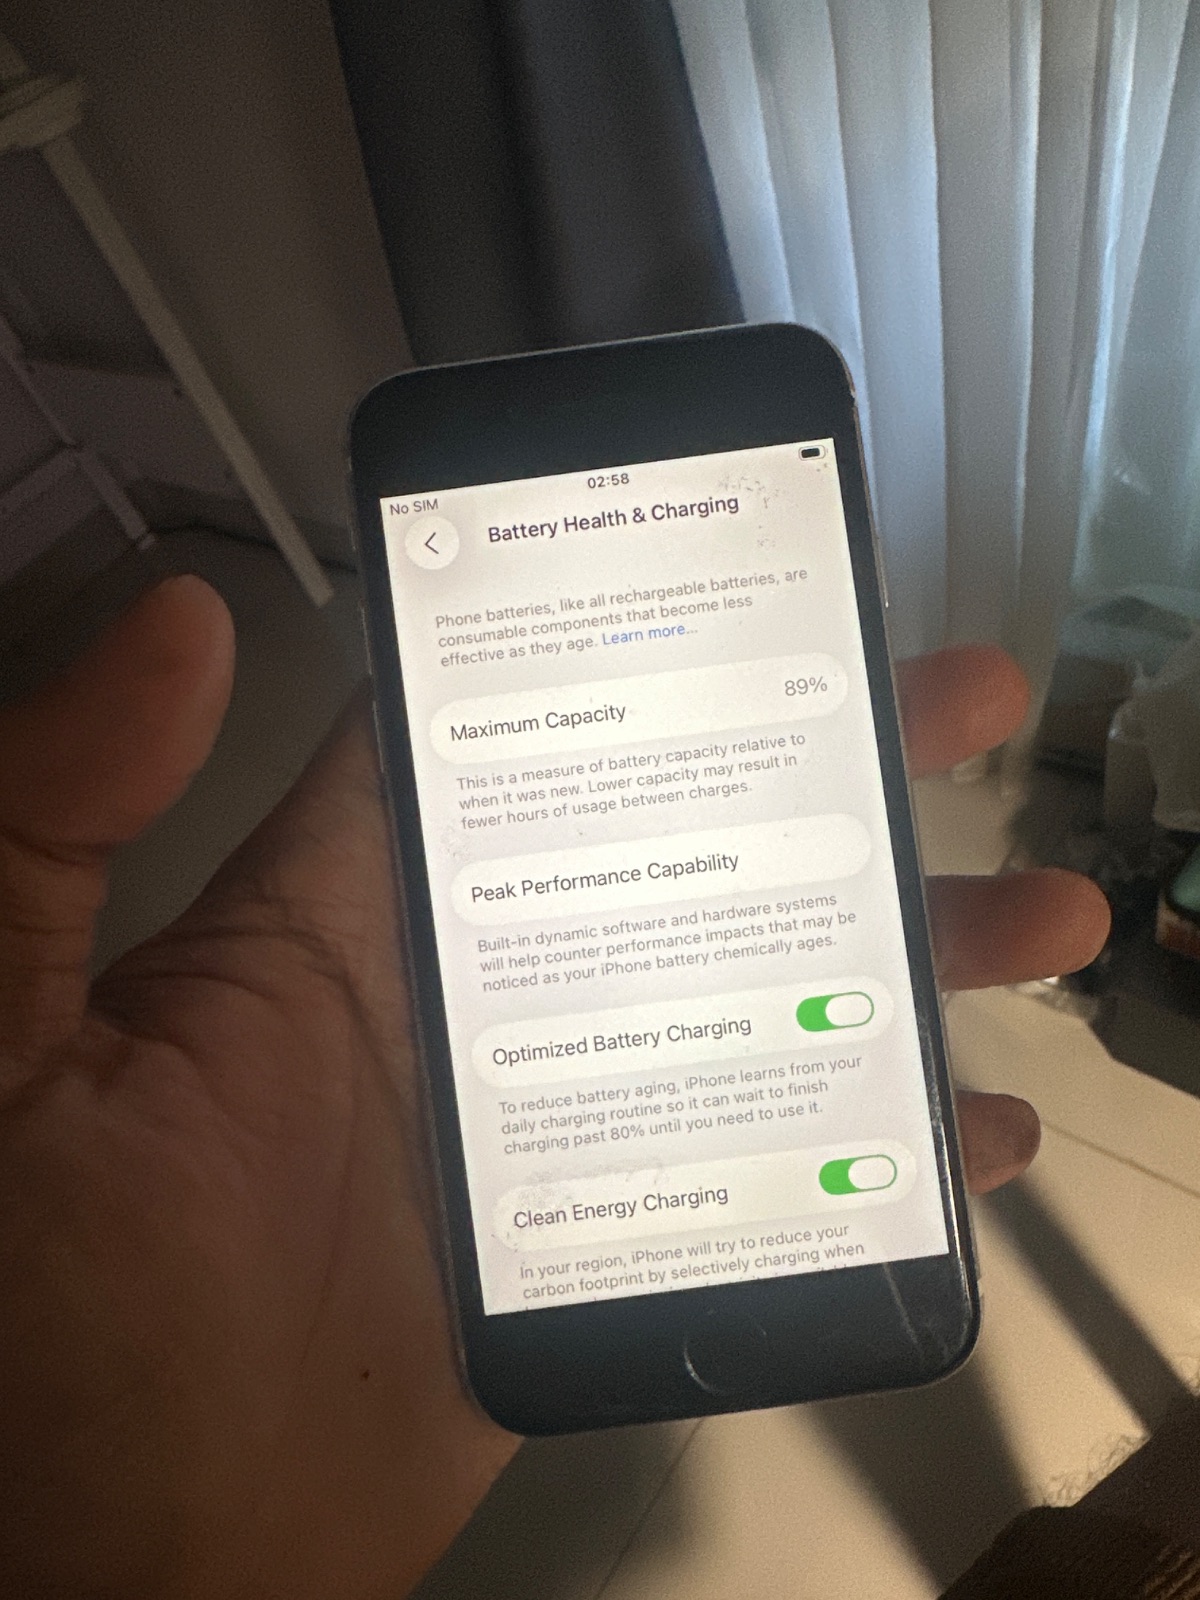 No SIM
02:58
Battery Health & Charging
Phone batteries, like all rechargeable batteries, are
consumable components that become less
effective as they age. Learn more...
Maximum Capacity
89%
This is a measure of battery capacity relative to
when it was new. Lower capacity may result in
fewer hours of usage between charges.
Peak Performance Capability
Built-in dynamic software and hardware systems
will help counter performance impacts that may be
noticed as your iPhone battery chemically ages.
Optimized Battery Charging
To reduce battery aging, iPhone learns from your
daily charging routine so it can wait to finish
charging past 80% until you need to use it.
Clean Energy Charging
In your region, iPhone will try to reduce your
carbon footprint by selectively charging when